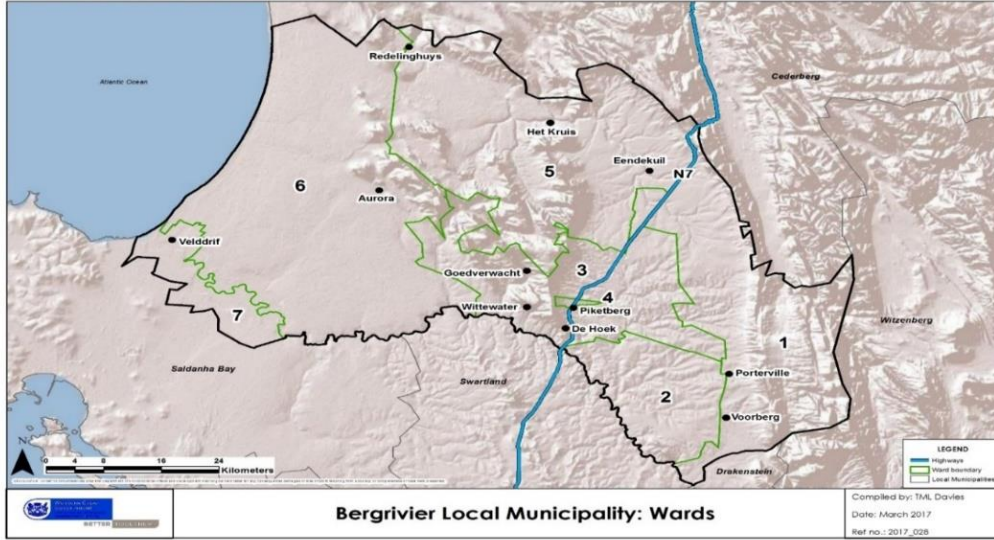 Atlantic Ocean
Redelinghuys
Cederberg
Het Kruis
Eendekuil
N7
5
6
Aurora
Velddrif
Goedverwacht
3
Wittewater
4
Piketberg
De Hoek
7
1
Witzenberg
Saldanha Bay
Swartland
Porterville
2
Voorberg
Drakenstein
N
0 4 8 16 24
Kilometers
LEGEND
Highways
Ward boundary
Local Municipalities
BETTER TOGETHER
Bergrivier Local Municipality: Wards
Compiled by: TML Davies
Date: March 2017
Ref no.: 2017_028